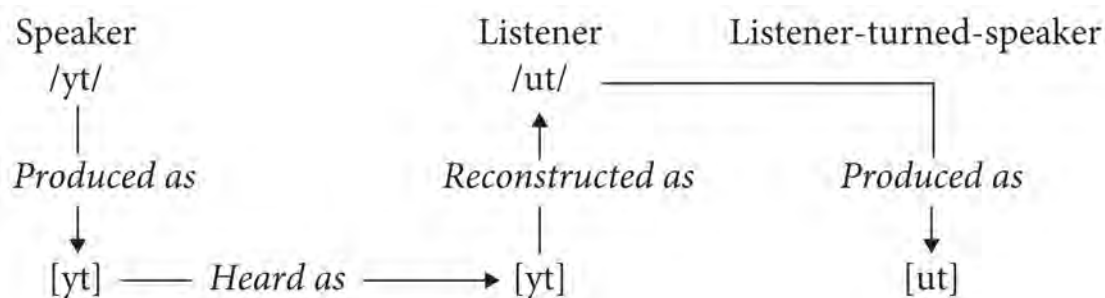 Speaker Listener Listener-turned-speaker
/yt/ /ut/
Produced as Reconstructed as Produced as
[yt] Heard as [yt] [ut]